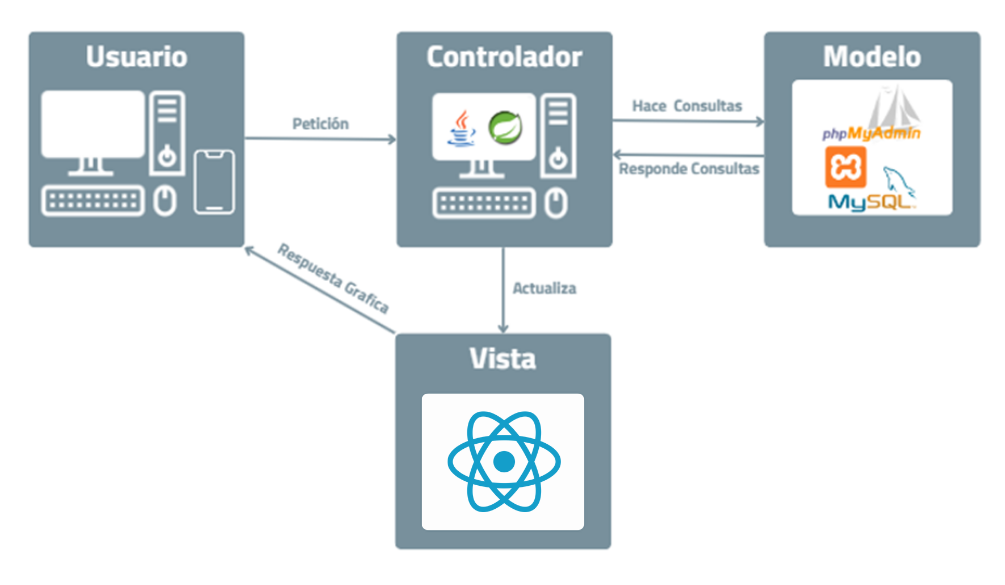 Usuario
Controlador
Modelo
Petición
Hace Consultas
Responde Consultas
phpMyAdmin
MySQL
Respuesta Grafica
Actualiza
Vista